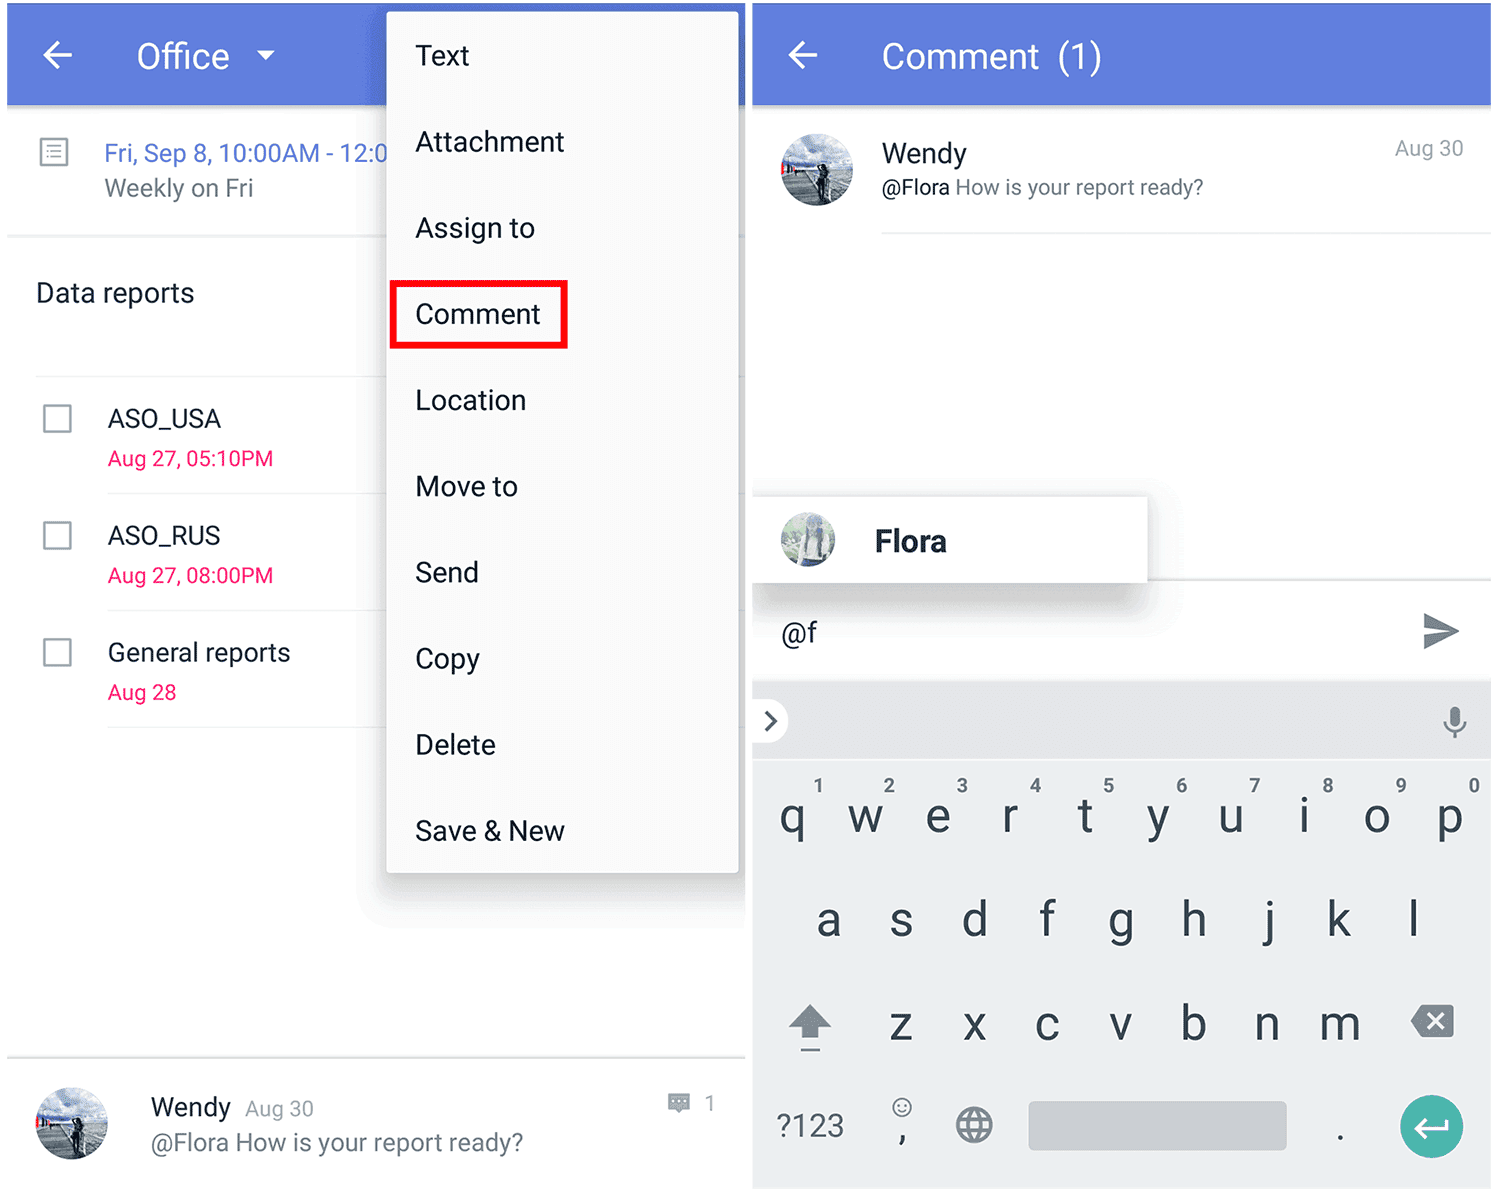 Office
Fri, Sep 8, 10:00AM - 12:0
Weekly on Fri
Data reports
ASO_USA
Aug 27, 05:10PM
ASO_RUS
Aug 27, 08:00PM
General reports
Aug 28
Wendy Aug 30
1
@Flora How is your report ready?
Text
Attachment
Assign to
Comment
Location
Move to
Send
Copy
Delete
Save & New
Comment (1)
Wendy
Aug 30
@Flora How is your report ready?
Flora
@f
1 2 3 4 5 6 7 8 9 0
q w e r t y u i o p
a s d f g h j k l
z x c v b n m
?123 , .